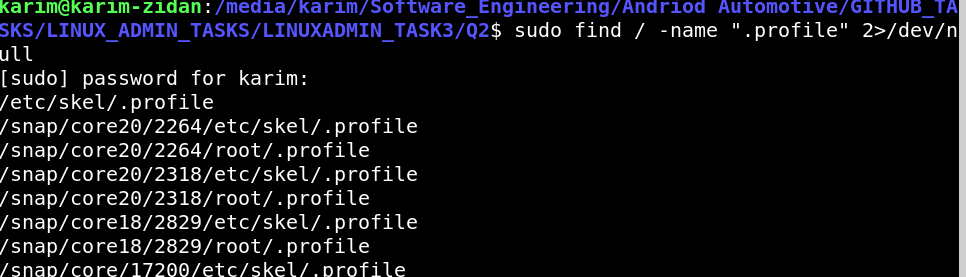 karim@karim-zidan:/media/karim/Software_Engineering/Andriod Automotive/GITHUB_TA
SKS/LINUX_ADMIN_TASKS/LINUXADMIN_TASK3/Q2$ sudo find / -name ".profile" 2>/dev/n
ull
[sudo] password for karim:
/etc/skel/.profile
/snap/core20/2264/etc/skel/.profile
/snap/core20/2264/root/.profile
/snap/core20/2318/etc/skel/.profile
/snap/core20/2318/root/.profile
/snap/core18/2829/etc/skel/.profile
/snap/core18/2829/root/.profile
/snap/core/17200/etc/skel/.profile